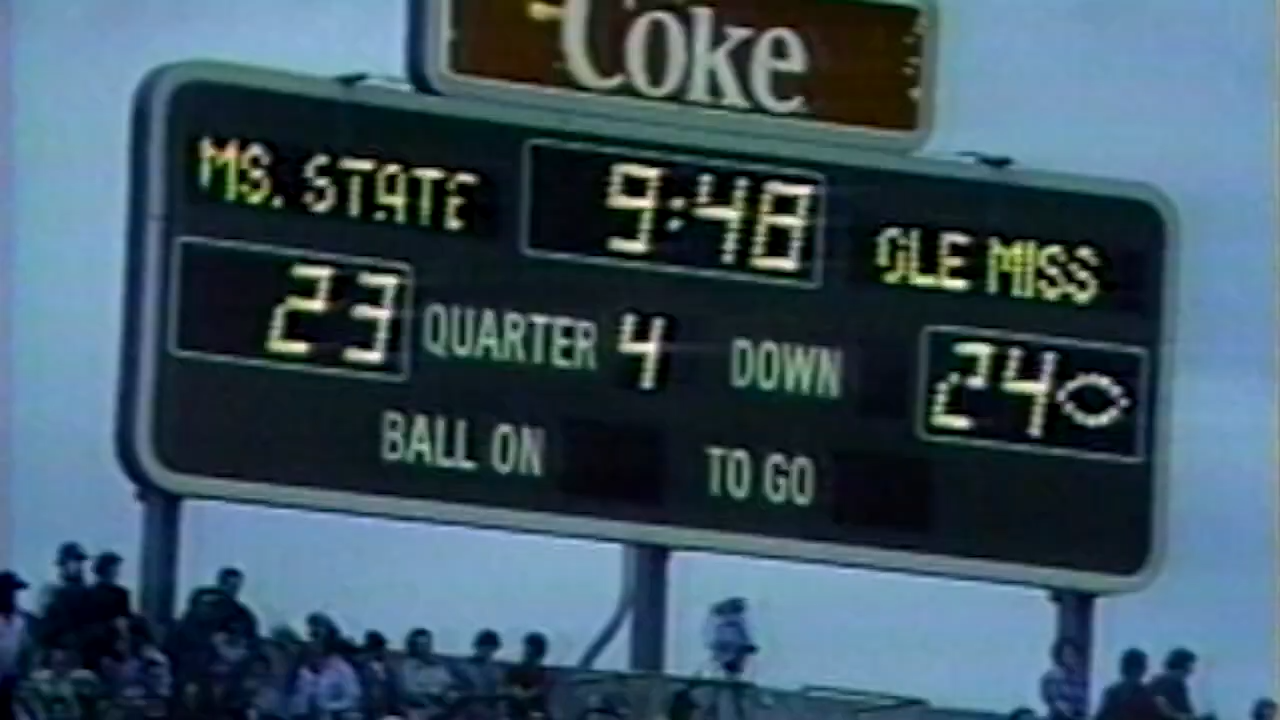 Coke
MS. STATE 9:48 OLE MISS
23 QUARTER 4 DOWN 24
BALL ON TO GO